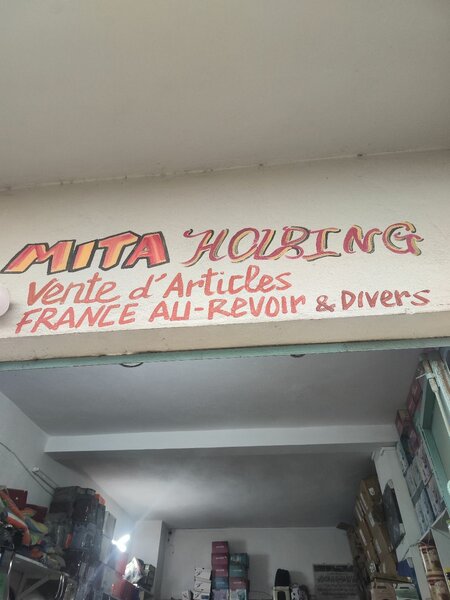 MITA HOLDING
Vente d'Articles
FRANCE AU-REVOIR & DIVERS